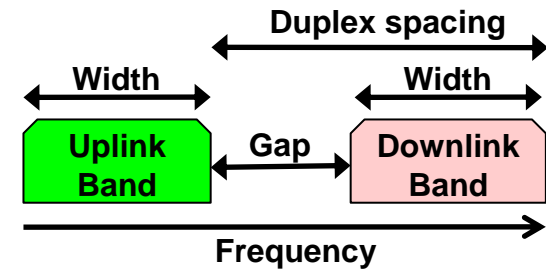 Duplex spacing
Width
Width
Uplink
Band
Gap
Downlink
Band
Frequency